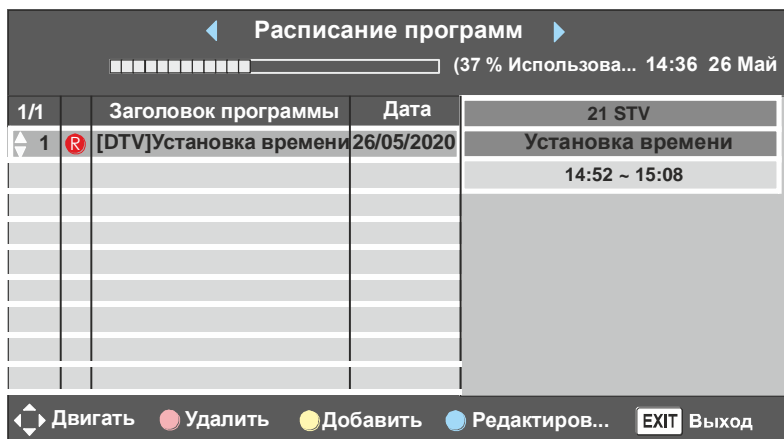 Расписание программ
(37 % Использова... 14:36 26 Май
1/1 Заголовок программы Дата 21 STV
1 R [DTV]Установка времени 26/05/2020 Установка времени
14:52 ~ 15:08
Двигать Удалить Добавить Редактиров... EXIT Выход